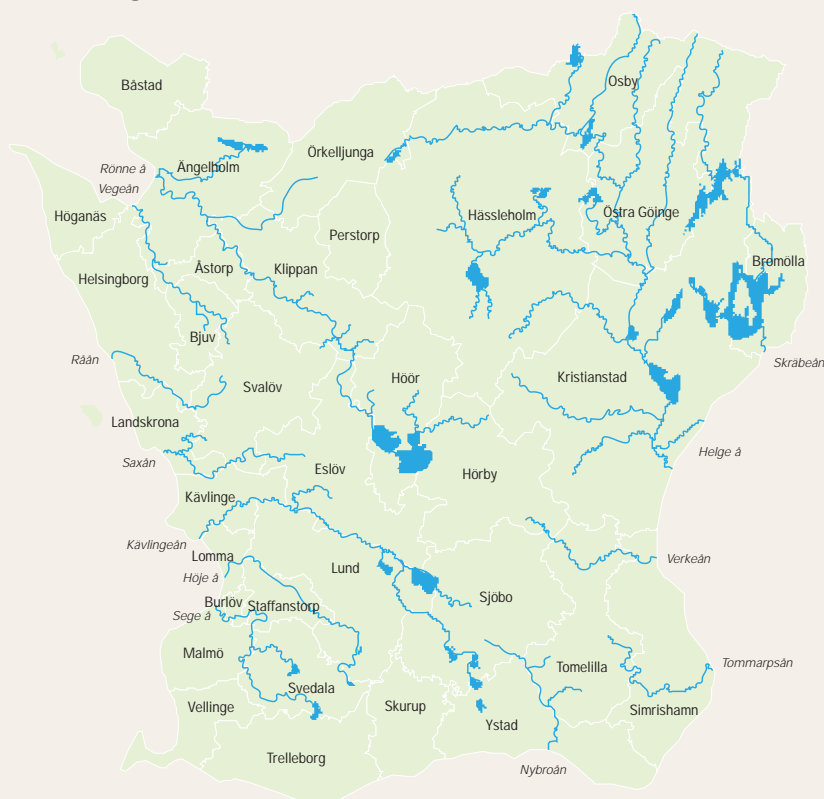 Osby
Båstad
Örkelljunga
Rönne å
Ängelholm
Vegeån
Höganäs
Hässleholm
Östra Göinge
Perstorp
Bromölla
Åstorp
Klippan
Helsingborg
Bjuv
Råån
Skräbeån
Höör
Kristianstad
Svalöv
Landskrona
Helge å
Saxån
Eslöv
Hörby
Kävlinge
Kävlingeån
Lomma
Verkeån
Lund
Höje å
Sjöbo
Burlöv
Staffanstorp
Sege å
Malmö
Tomelilla
Tommarpsån
Svedala
Vellinge
Skurup
Simrishamn
Ystad
Trelleborg
Nybroån